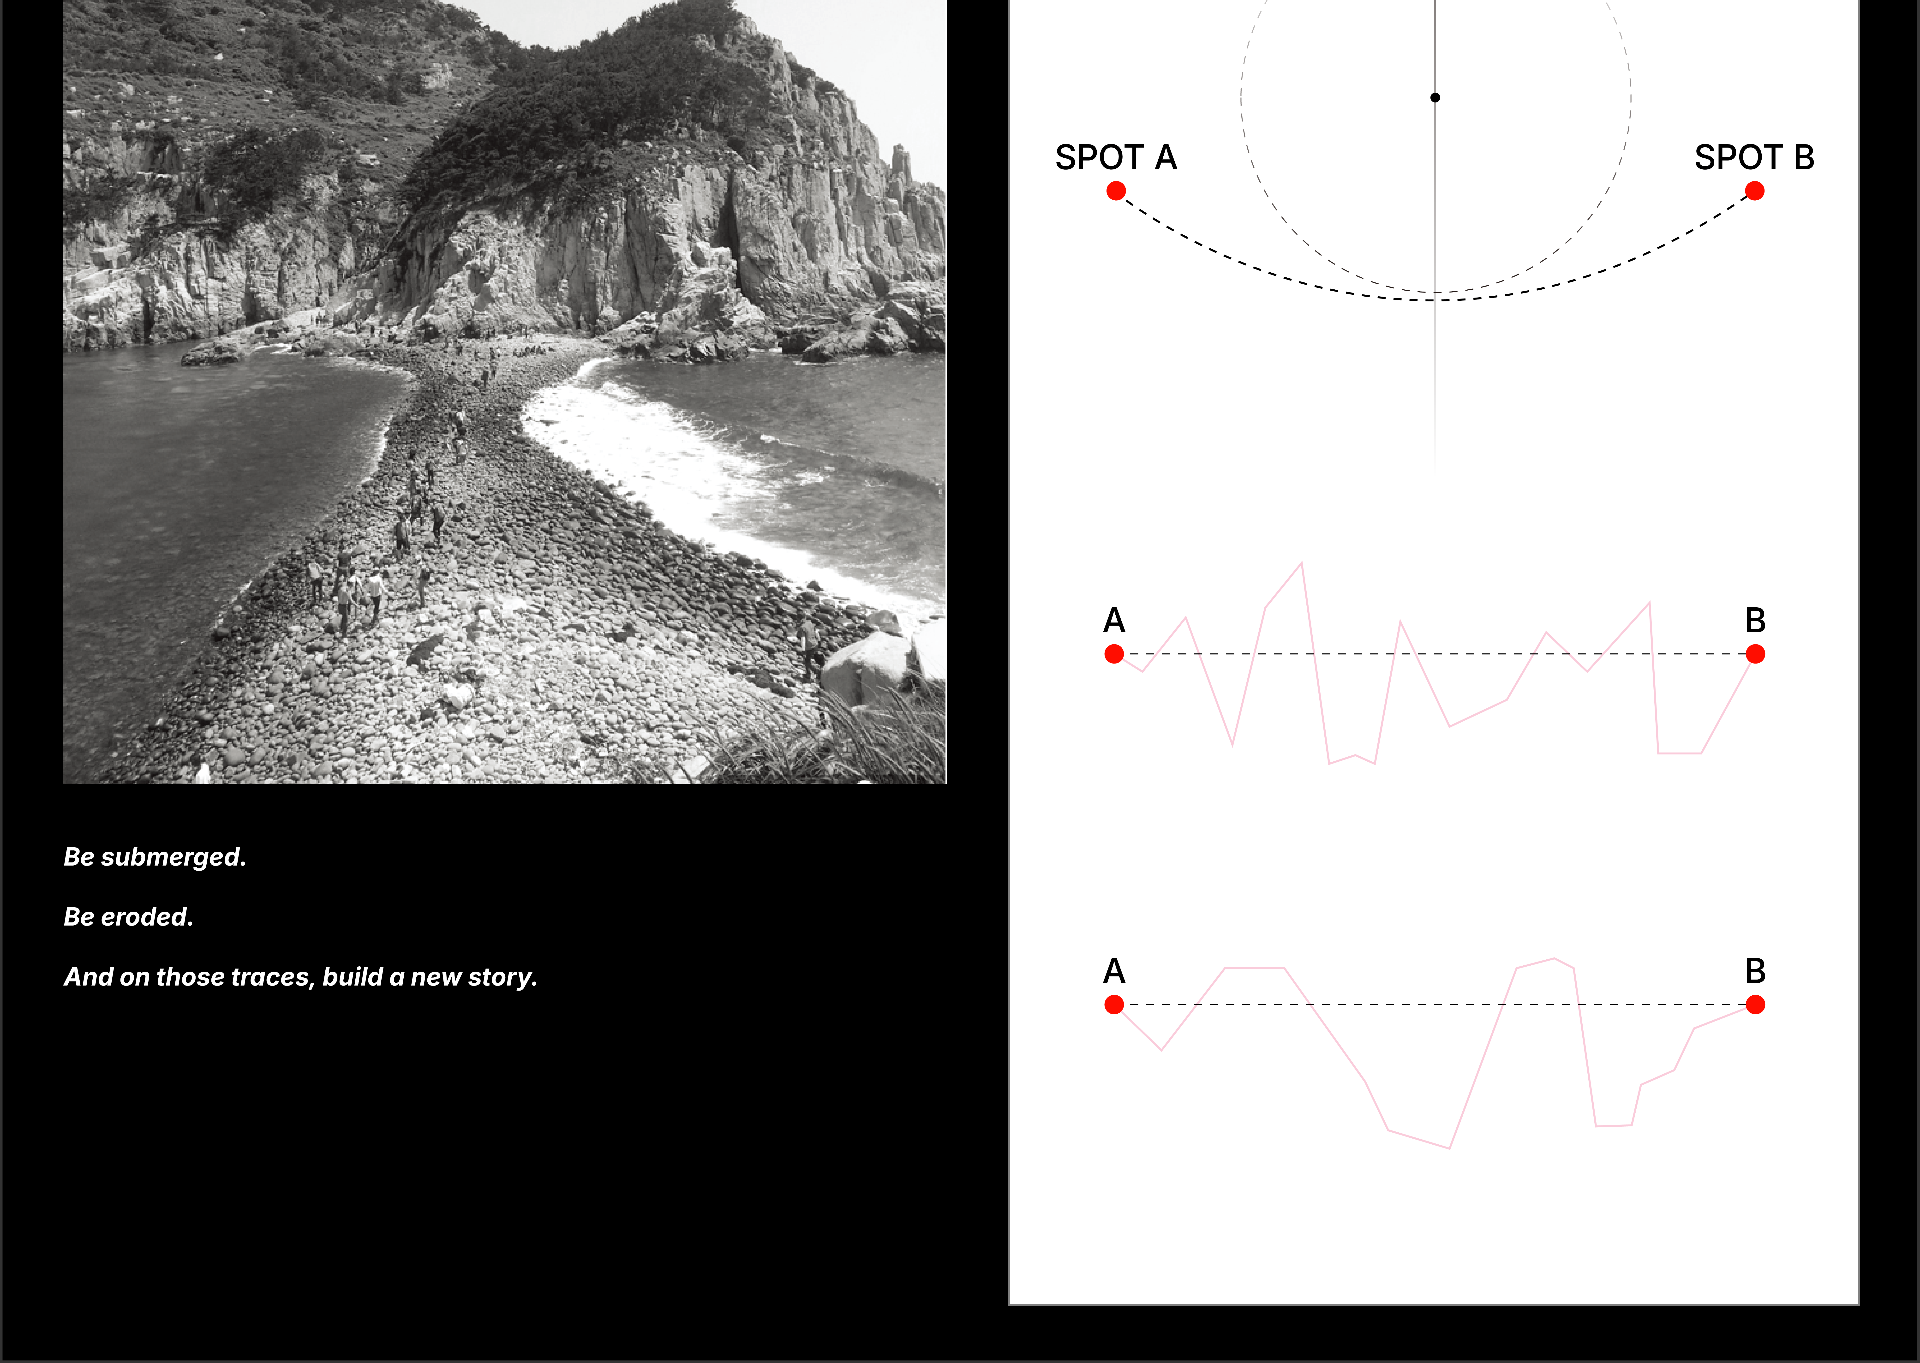 Be submerged.
Be eroded.
And on those traces, build a new story.
SPOT A
SPOT B
A
B
A
B